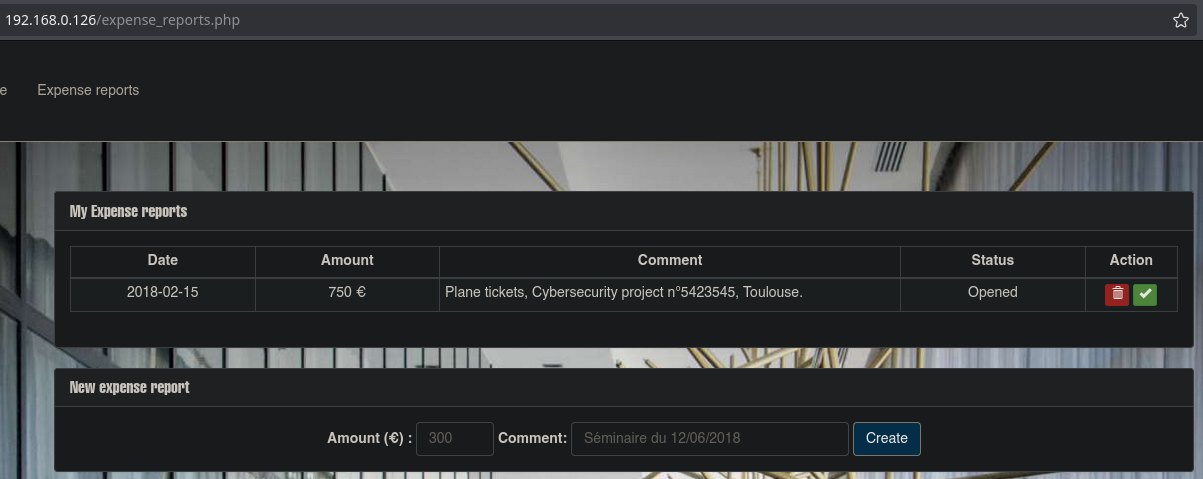 192.168.0.126/expense_reports.php
e Expense reports
My Expense reports
Date Amount Comment Status Action
2018-02-15 750 € Plane tickets, Cybersecurity project n°5423545, Toulouse. Opened
New expense report
Amount (€) : 300 Comment: Séminaire du 12/06/2018 Create